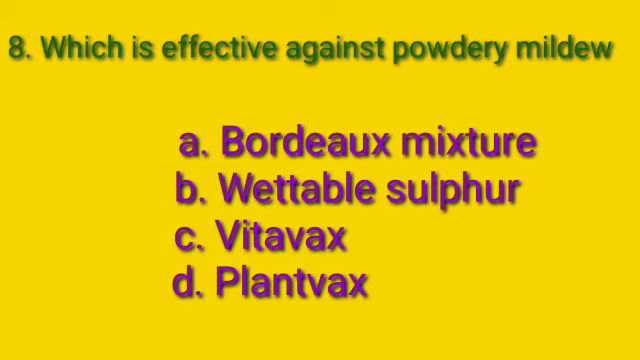 8. Which is effective against powdery mildew
a. Bordeaux mixture
b. Wettable sulphur
c. Vitavax
d. Plantvax